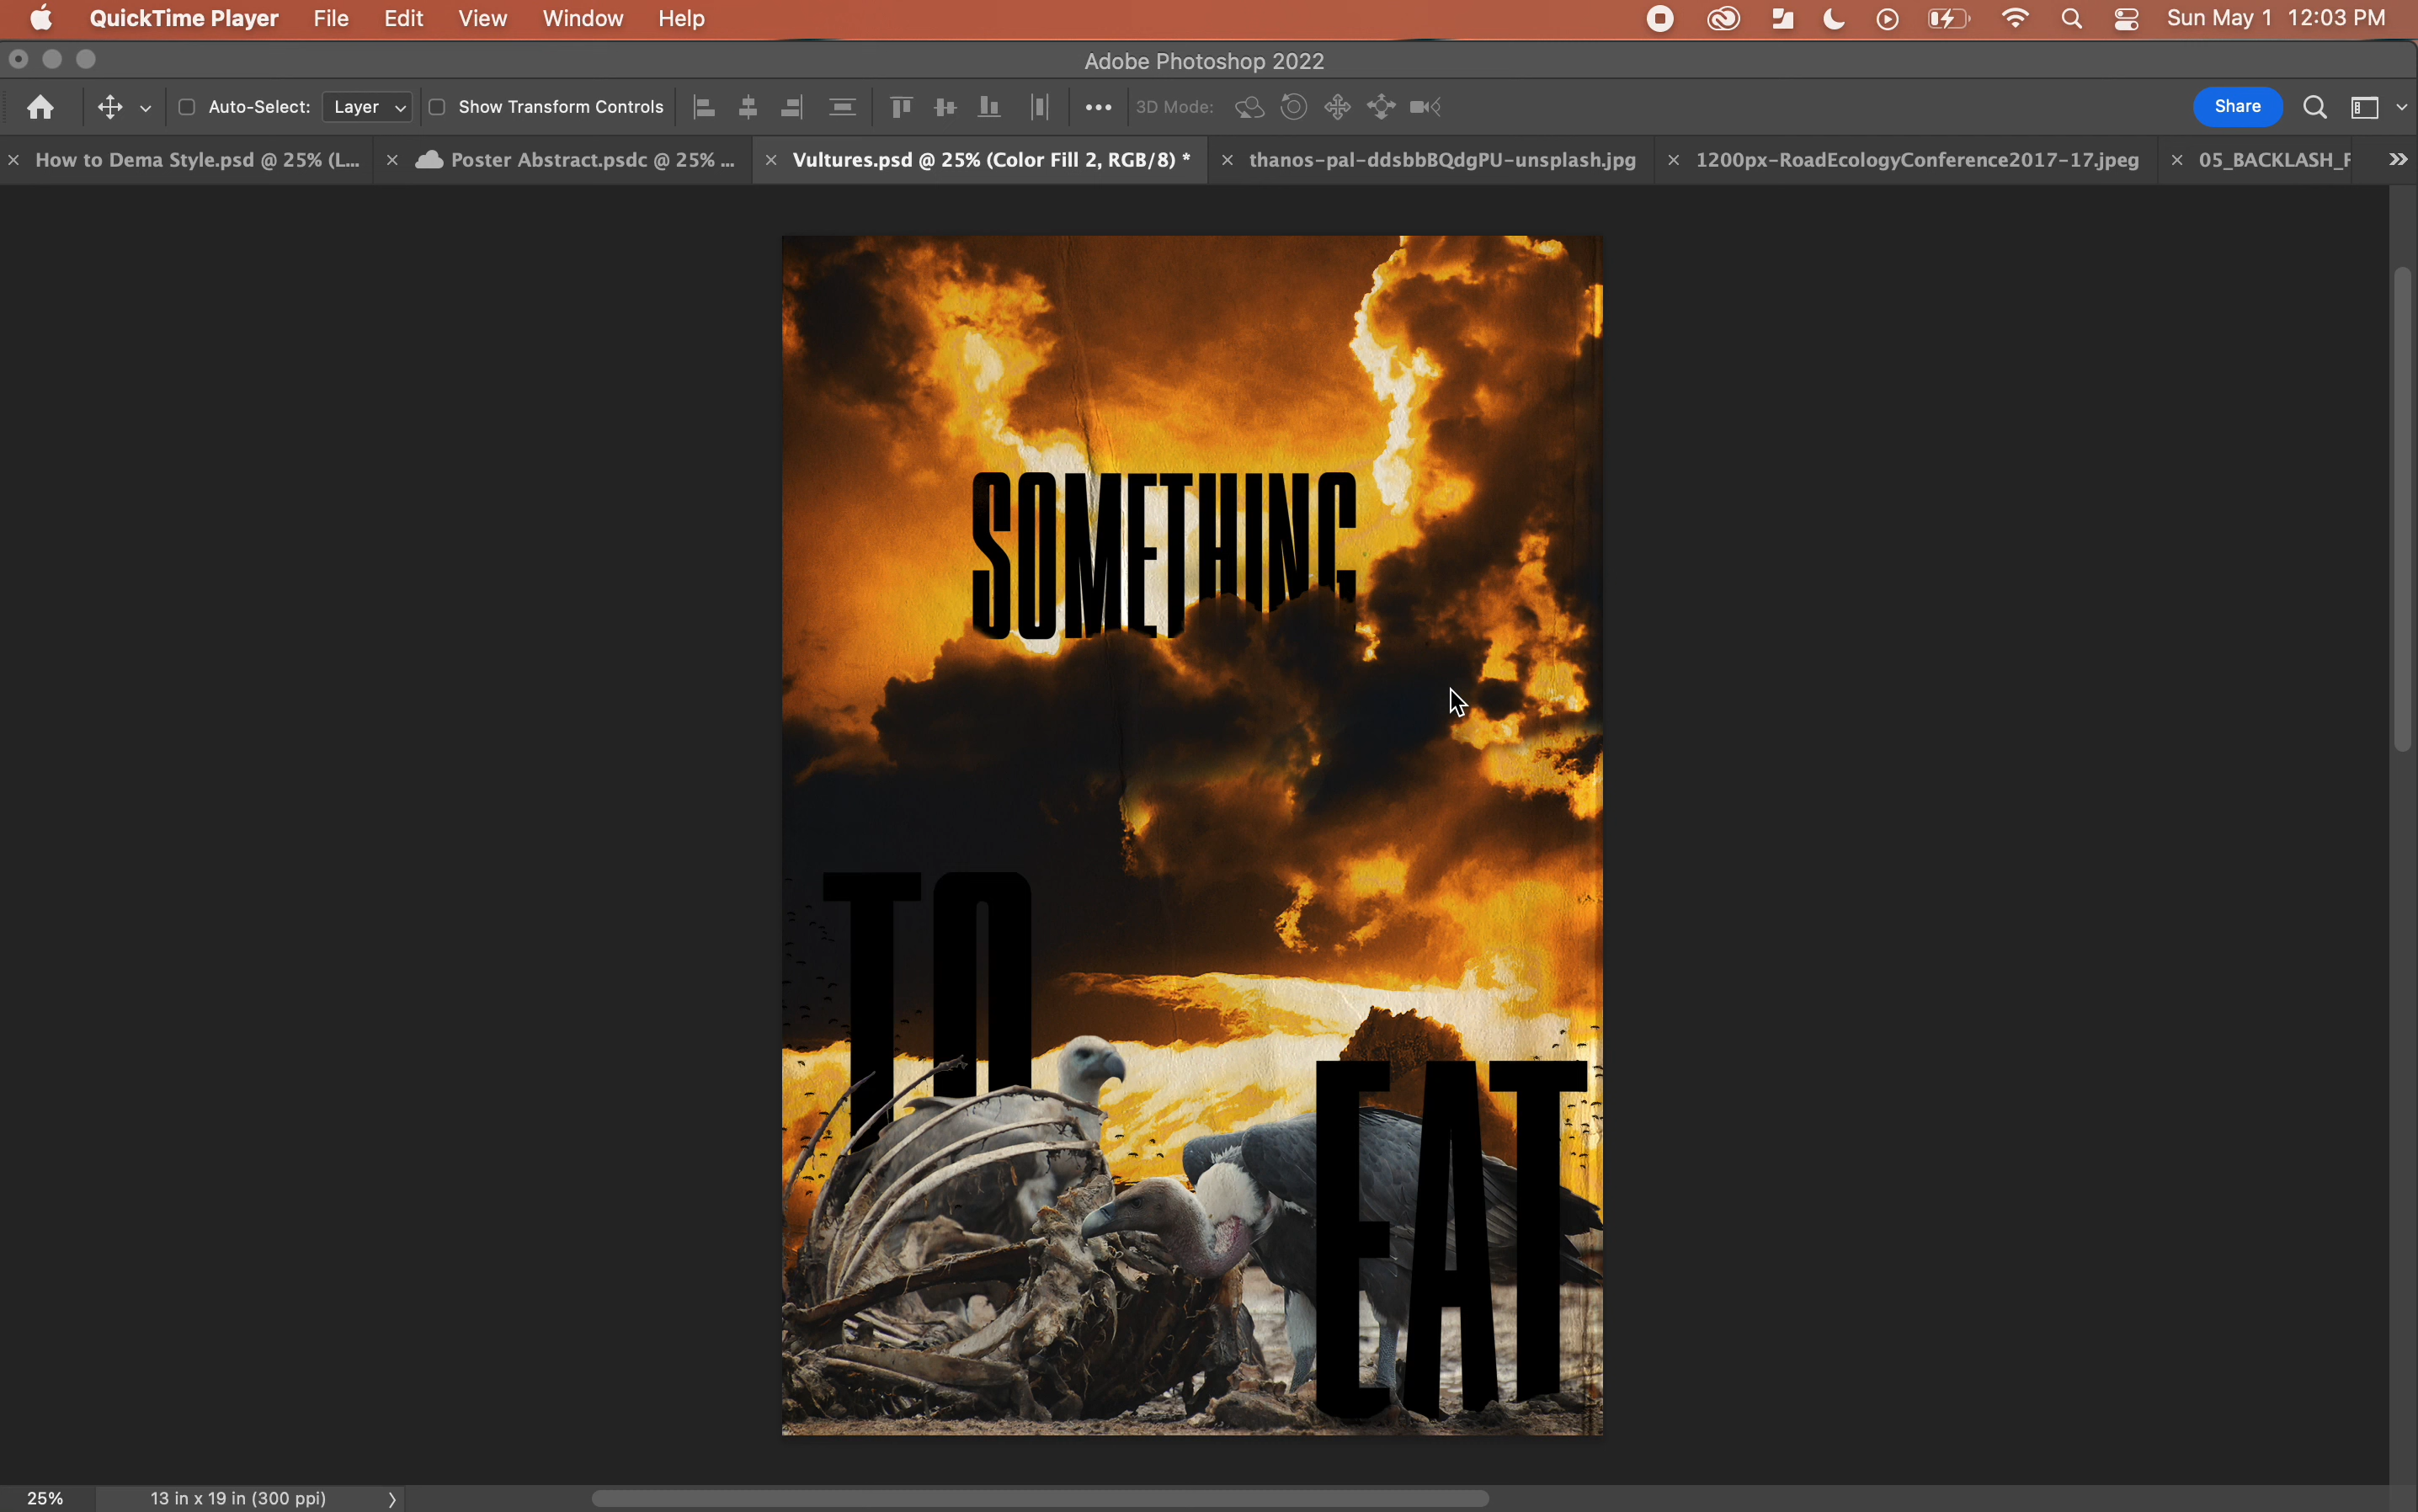 QuickTime Player File Edit View Window Help Sun May 1 12:03 PM
Adobe Photoshop 2022
Auto-Select: Layer Show Transform Controls 3D Mode: Share
How to Dema Style.psd @ 25% (L... Poster Abstract.psdc @ 25% ... Vultures.psd @ 25% (Color Fill 2, RGB/8) * thanos-pal-ddsbbBQdgPU-unsplash.jpg 1200px-RoadEcologyConference2017-17.jpeg 05_BACKLASH_F
SOMETHING
TO
EAT
25% 13 in x 19 in (300 ppi)